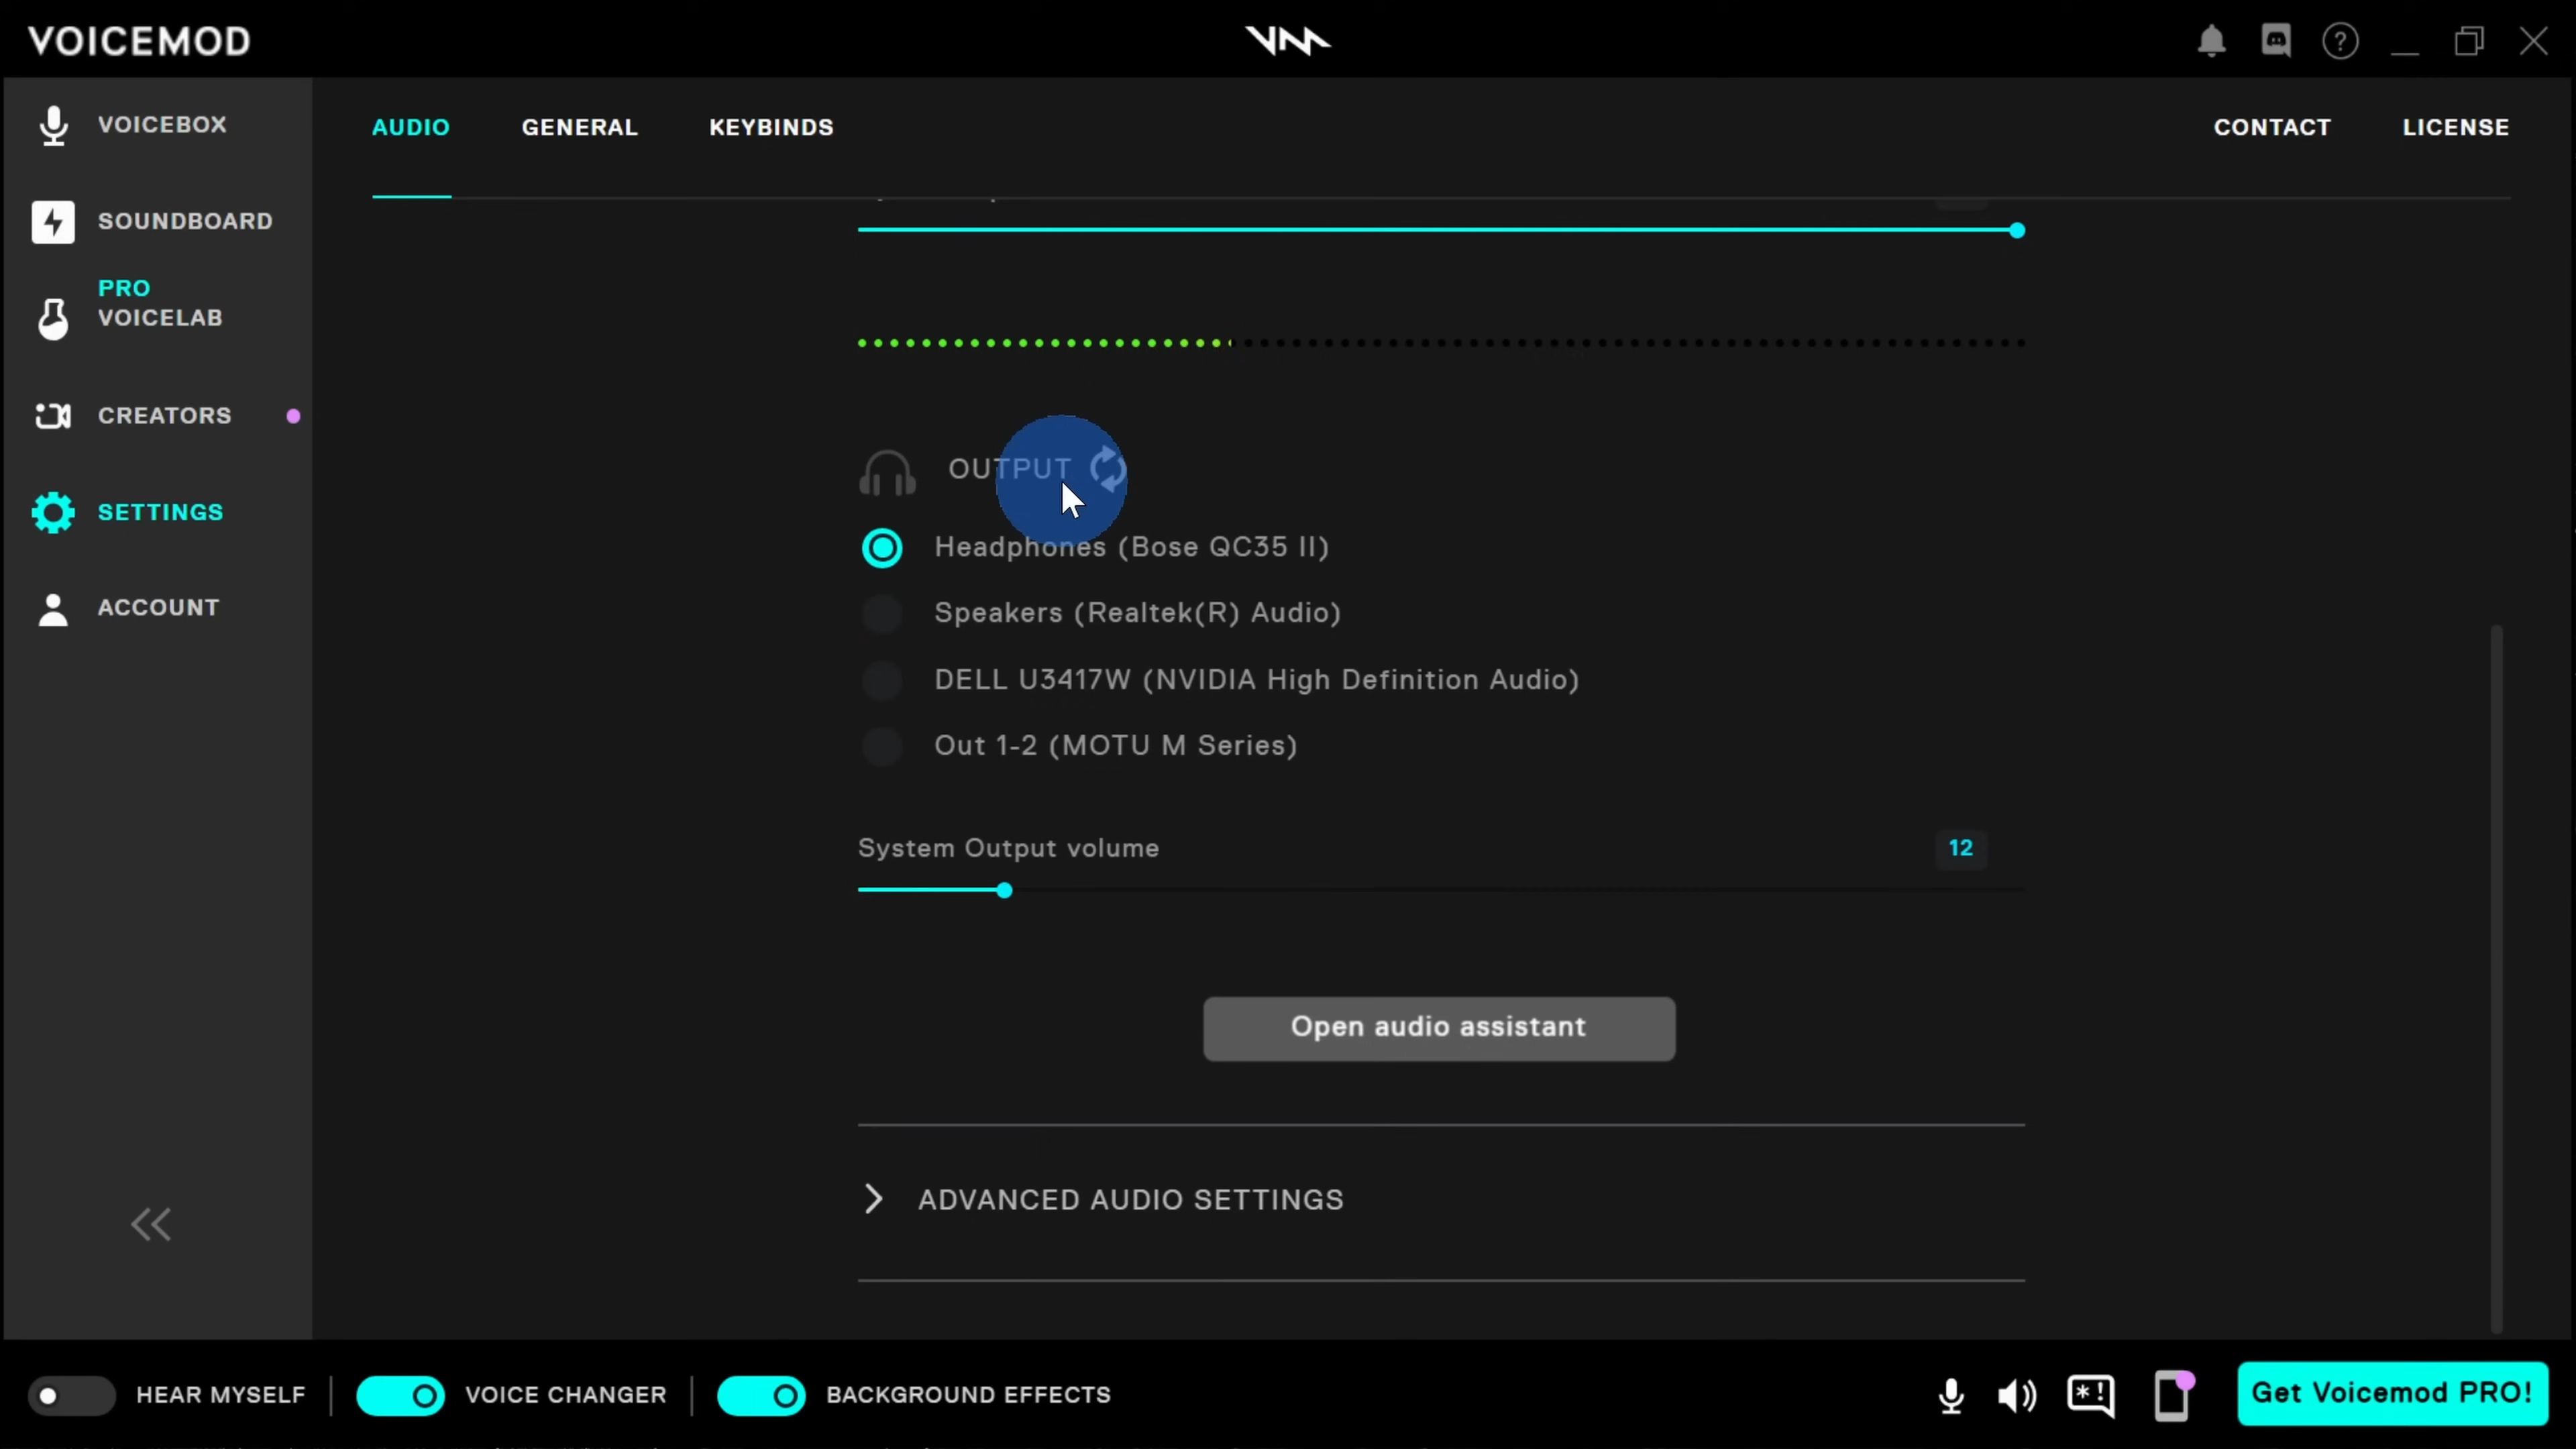 VOICEMOD
VOICEBOX
SOUNDBOARD
PRO
VOICELAB
CREATORS
SETTINGS
ACCOUNT
AUDIO GENERAL KEYBINDS CONTACT LICENSE
OUTPUT
Headphones (Bose QC35 II)
Speakers (Realtek(R) Audio)
DELL U3417W (NVIDIA High Definition Audio)
Out 1-2 (MOTU M Series)
System Output volume 12
Open audio assistant
ADVANCED AUDIO SETTINGS
HEAR MYSELF VOICE CHANGER BACKGROUND EFFECTS Get Voicemod PRO!